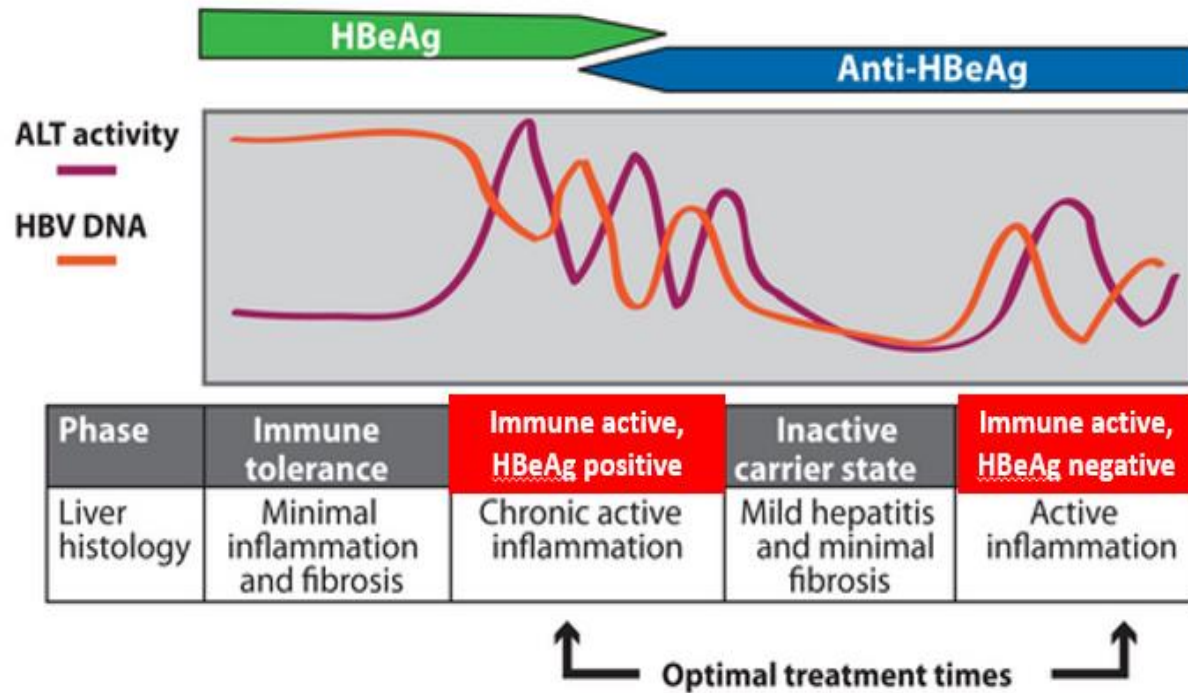 HBeAg
Anti-HBeAg
ALT activity
HBV DNA
Phase
Immune
tolerance
Immune active,
HBeAg positive
Inactive
carrier state
Immune active,
HBeAg negative
Liver
histology
Minimal
inflammation
and fibrosis
Chronic active
inflammation
Mild hepatitis
and minimal
fibrosis
Active
inflammation
Optimal treatment times